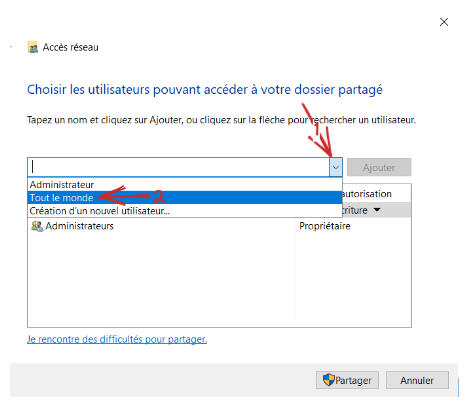 Accès réseau
Choisir les utilisateurs pouvant accéder à votre dossier partagé
Tapez un nom et cliquez sur Ajouter, ou cliquez sur la flèche pour rechercher un utilisateur.
1
Ajouter
Administrateur
Tout le monde 2
autorisation
Création d'un nouvel utilisateur...
criture
Administrateurs Propriétaire
Je rencontre des difficultés pour partager.
Partager Annuler